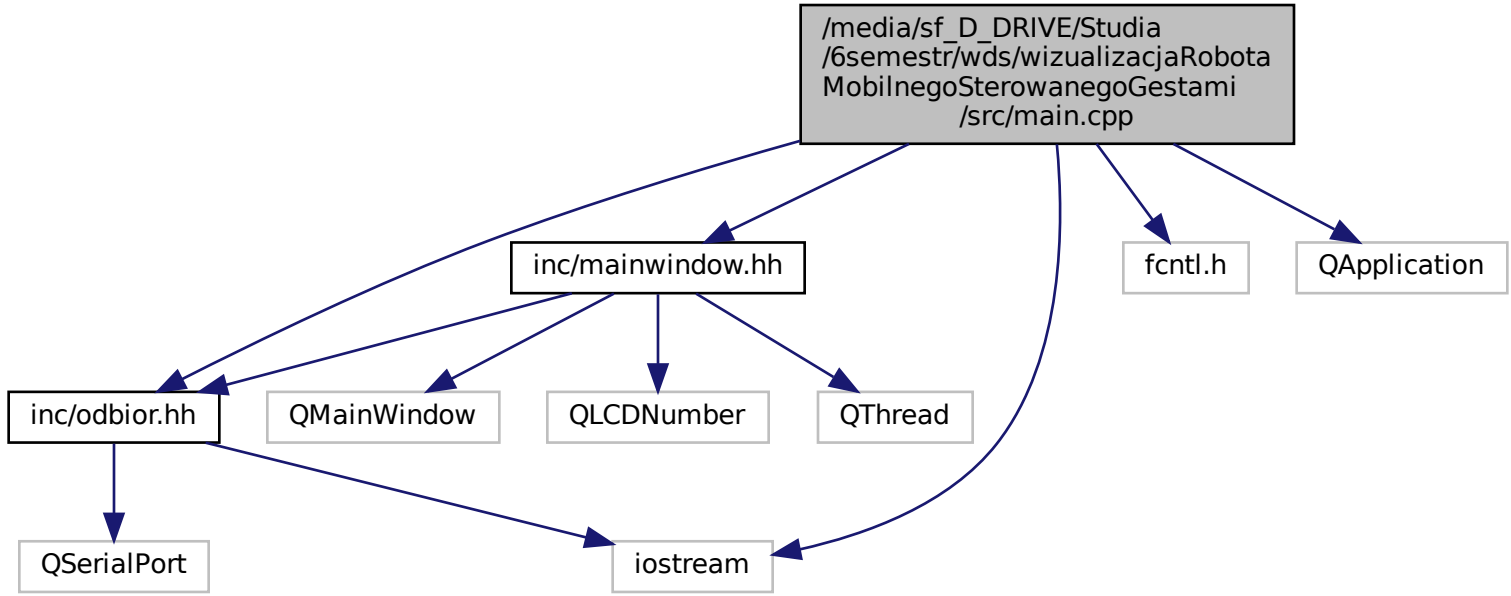 /media/sf_D_DRIVE/Studia
/6semestr/wds/wizualizacjaRobota
MobilnegoSterowanegoGestami
/src/main.cpp
inc/mainwindow.hh
fcntl.h
QApplication
inc/odbior.hh
QMainWindow
QLCDNumber
QThread
QSerialPort
iostream